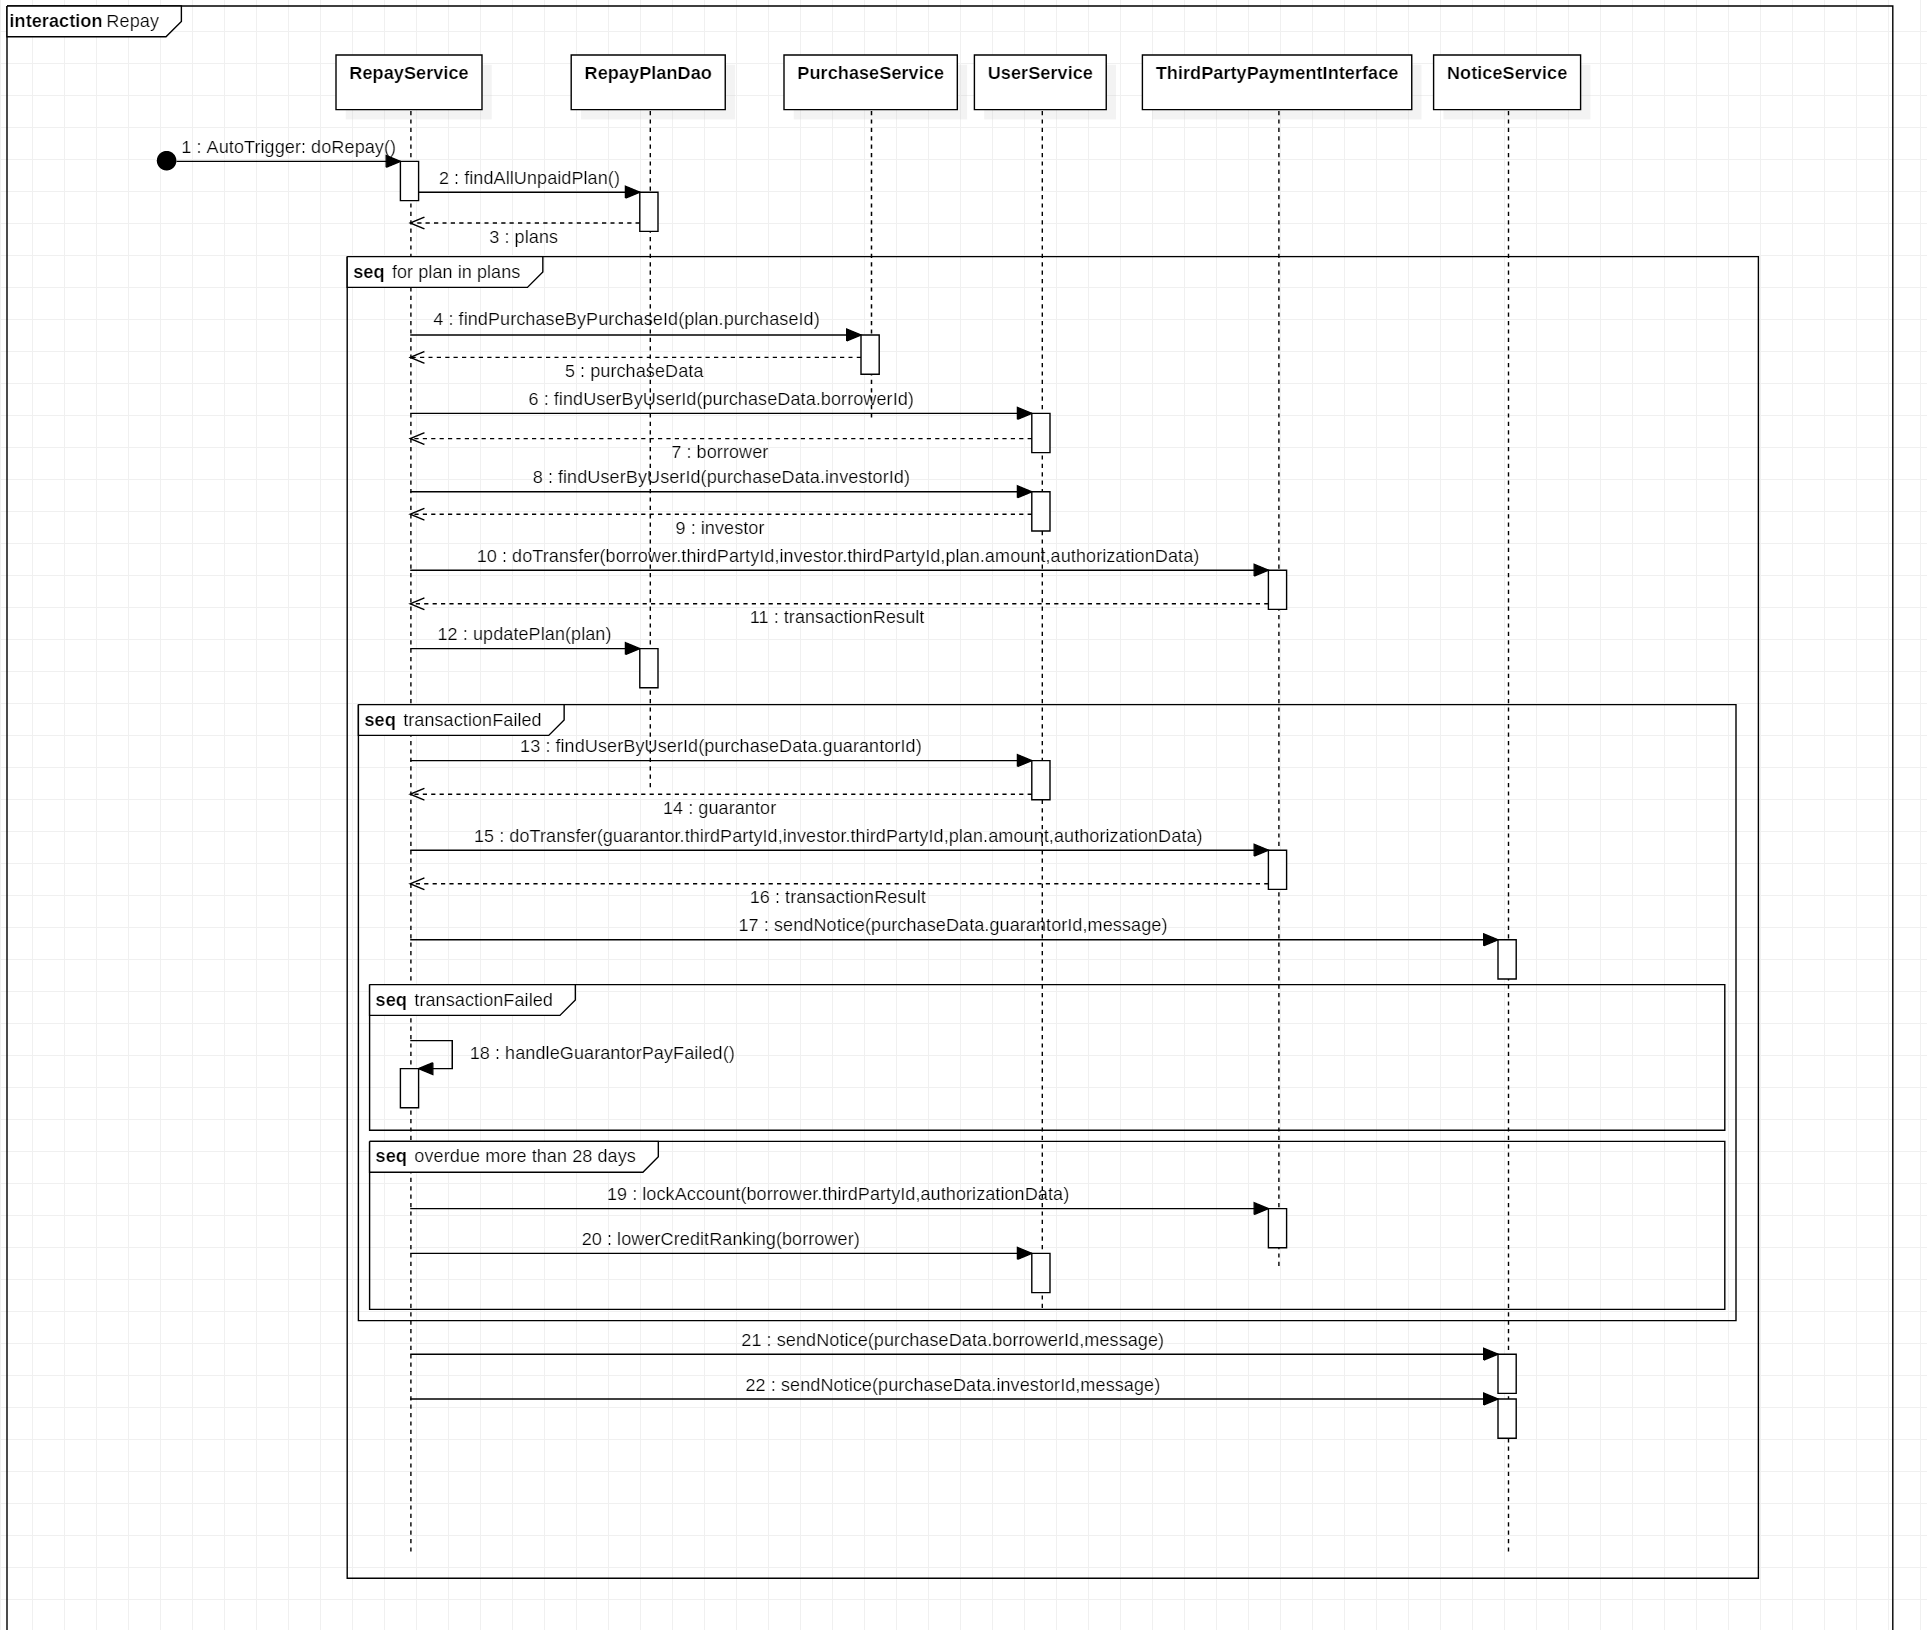 interaction Repay
RepayService
RepayPlanDao
PurchaseService
UserService
ThirdPartyPaymentInterface
NoticeService
1 : AutoTrigger: doRepay()
2 : findAllUnpaidPlan()
3 : plans
seq for plan in plans
4 : findPurchaseByPurchaseId(plan.purchaseId)
5 : purchaseData
6 : findUserByUserId(purchaseData.borrowerId)
7 : borrower
8 : findUserByUserId(purchaseData.investorId)
9 : investor
10 : doTransfer(borrower.thirdPartyId,investor.thirdPartyId,plan.amount,authorizationData)
11 : transactionResult
12 : updatePlan(plan)
seq transactionFailed
13 : findUserByUserId(purchaseData.guarantorId)
14 : guarantor
15 : doTransfer(guarantor.thirdPartyId,investor.thirdPartyId,plan.amount,authorizationData)
16 : transactionResult
17 : sendNotice(purchaseData.guarantorId,message)
seq transactionFailed
18 : handleGuarantorPayFailed()
seq overdue more than 28 days
19 : lockAccount(borrower.thirdPartyId,authorizationData)
20 : lowerCreditRanking(borrower)
21 : sendNotice(purchaseData.borrowerId,message)
22 : sendNotice(purchaseData.investorId,message)